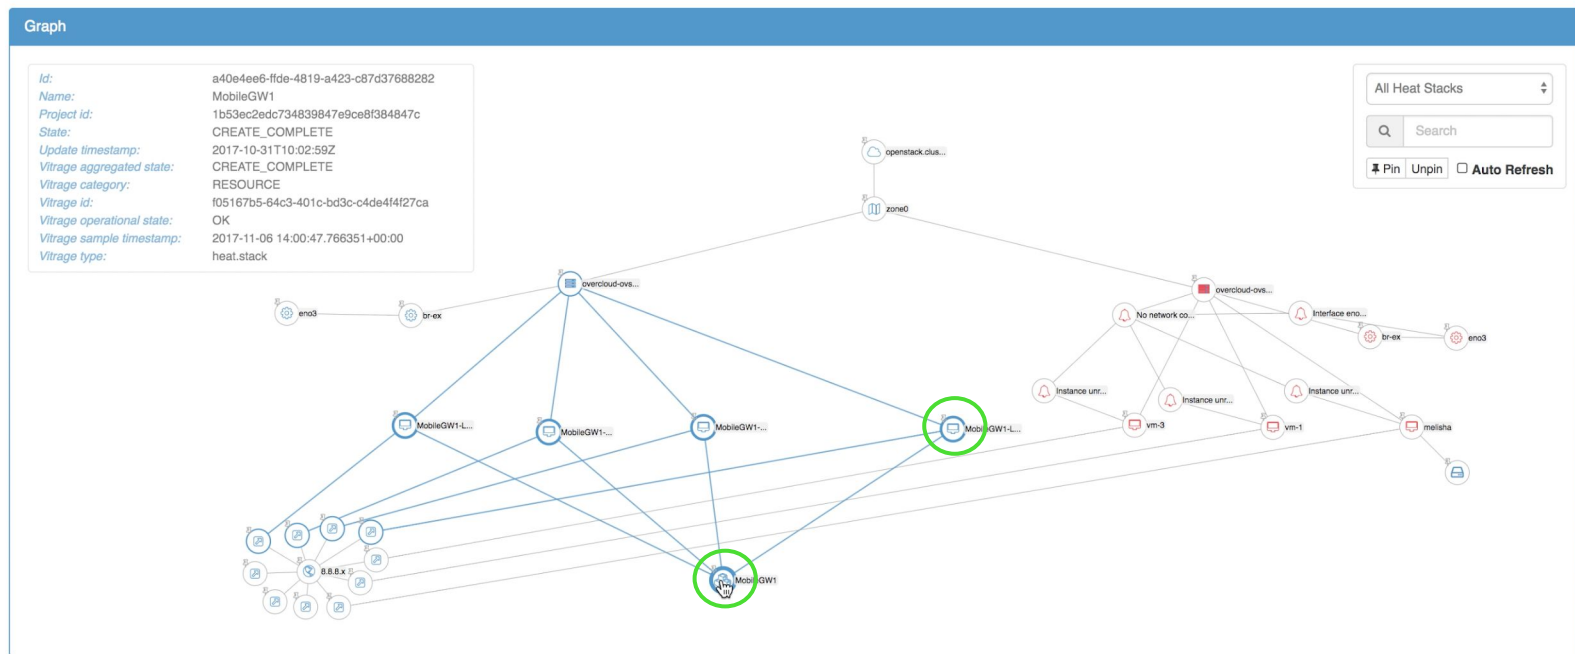 Graph
Id: a40e4ee6-ffde-4819-a423-c87d37688282
Name: MobileGW1
Project id: 1b53ec2edc734839847e9ce8f384847c
State: CREATE_COMPLETE
Update timestamp: 2017-10-31T10:02:59Z
Vitrage aggregated state: CREATE_COMPLETE
Vitrage category: RESOURCE
Vitrage id: f05167b5-64c3-401c-bd3c-c4de4f4f27ca
Vitrage operational state: OK
Vitrage sample timestamp: 2017-11-06 14:00:47.766351+00:00
Vitrage type: heat.stack
All Heat Stacks
Search
Pin Unpin Auto Refresh
openstack.clus...
zone0
overcloud-ovs...
overcloud-ovs...
eno3
br-ex
No network co...
Interface eno...
br-ex
eno3
Instance unr...
Instance unr...
Instance unr...
MobileGW1-L...
MobileGW1-...
MobileGW1-...
MobileGW1-L...
vm-3
vm-1
melisha
8.8.8.x
MobileGW1